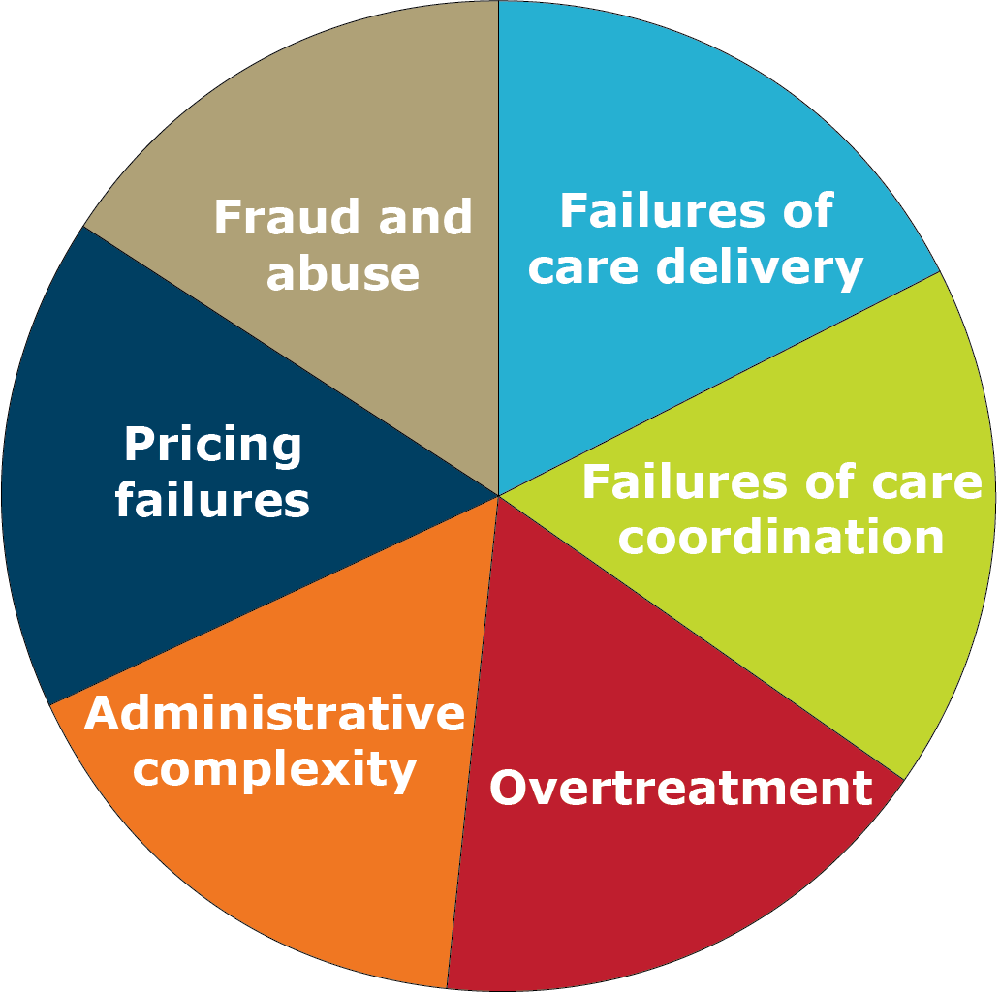 Fraud and
abuse
Failures of
care delivery
Pricing
failures
Failures of care
coordination
Administrative
complexity
Overtreatment